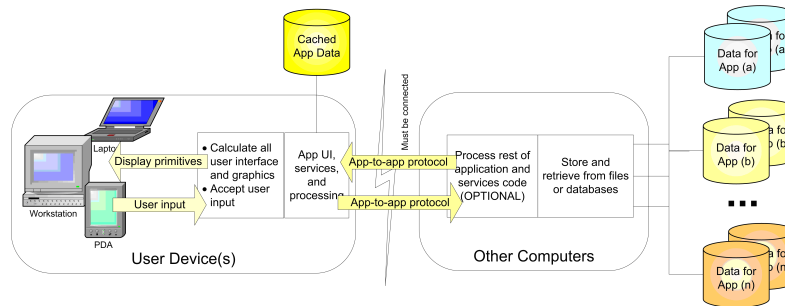 Cached
App Data
Must be connected
Lapto
Workstation
PDA
Display primitives
User input
• Calculate all
user interface
and graphics
• Accept user
input
App UI,
services,
and
processing
App-to-app protocol
App-to-app protocol
Process rest of
application and
services code
(OPTIONAL)
Store and
retrieve from files
or databases
User Device(s)
Other Computers
Data for
App (a)
Data for
App (b)
Data for
App (n)